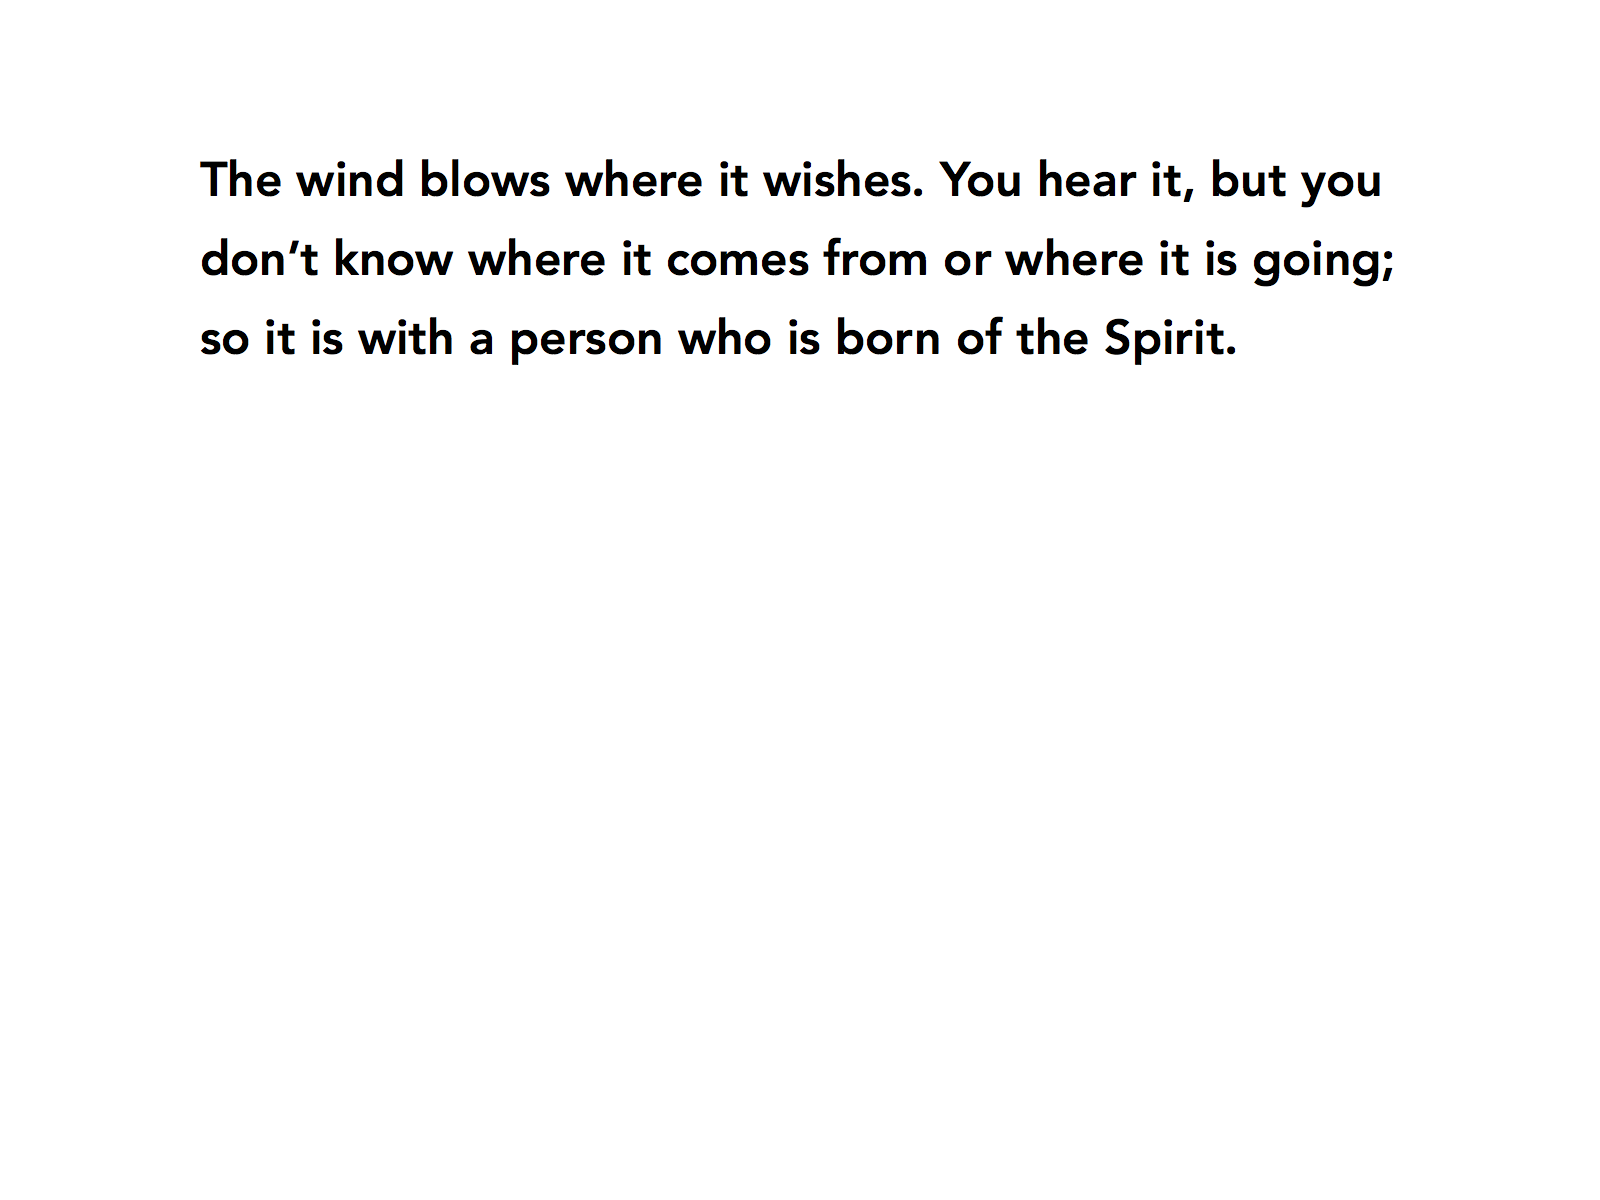 The wind blows where it wishes. You hear it, but you
don’t know where it comes from or where it is going;
so it is with a person who is born of the Spirit.